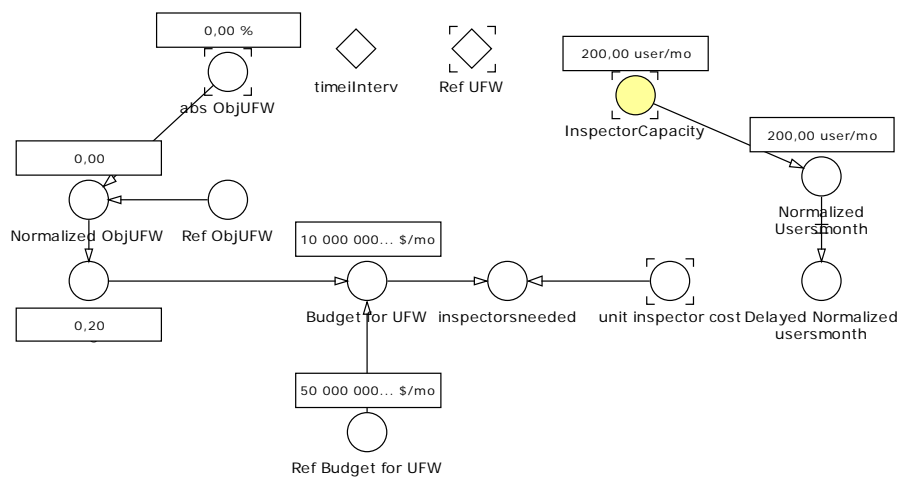 0,00 %
abs ObjUFW
timeiInterv
Ref UFW
200,00 user/mo
InspectorCapacity
200,00 user/mo
Normalized
Usersmonth
0,00
Normalized ObjUFW
Ref ObjUFW
10 000 000... $/mo
Budget for UFW
inspectorsneeded
unit inspector cost
Delayed Normalized
usersmonth
0,20
50 000 000... $/mo
Ref Budget for UFW